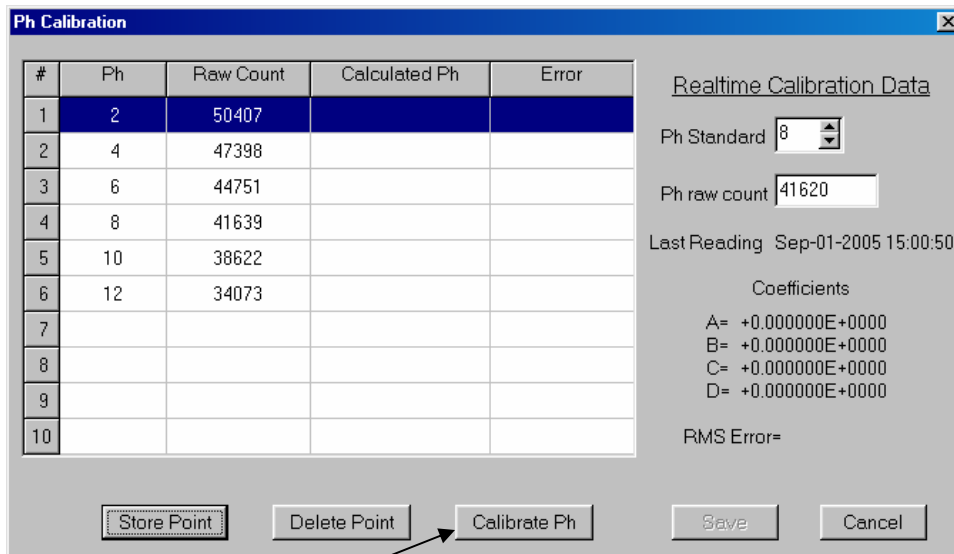 Ph Calibration
# Ph Raw Count Calculated Ph Error
1 2 50407
2 4 47398
3 6 44751
4 8 41639
5 10 38622
6 12 34073
7
8
9
10
Realtime Calibration Data
Ph Standard 8
Ph raw count 41620
Last Reading Sep-01-2005 15:00:50
Coefficients
A= +0.000000E+0000
B= +0.000000E+0000
C= +0.000000E+0000
D= +0.000000E+0000
RMS Error=
Store Point Delete Point Calibrate Ph Save Cancel